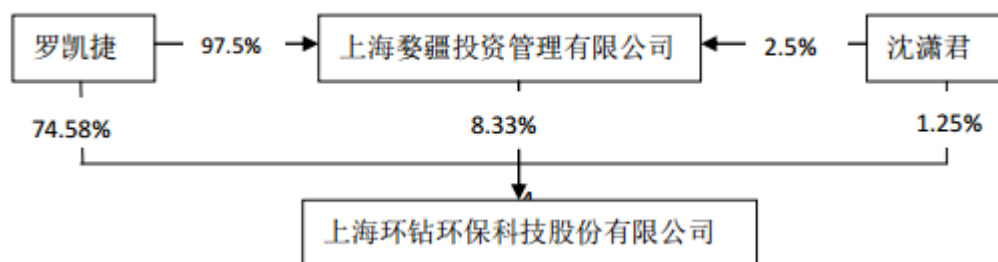 罗凯捷 97.5% 上海婺疆投资管理有限公司 2.5% 沈潇君
74.58% 8.33% 1.25%
上海环钻环保科技股份有限公司